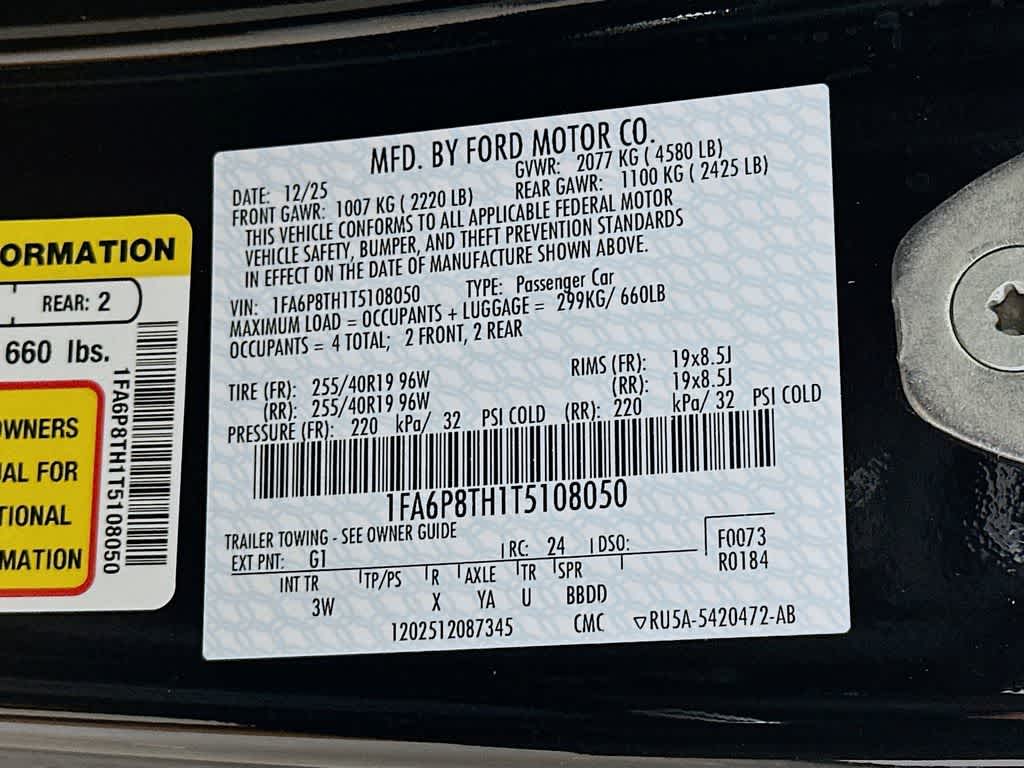 MFD. BY FORD MOTOR CO.
DATE: 12/25 GVWR: 2077 KG ( 4580 LB)
FRONT GAWR: 1007 KG ( 2220 LB) REAR GAWR: 1100 KG ( 2425 LB)
THIS VEHICLE CONFORMS TO ALL APPLICABLE FEDERAL MOTOR
VEHICLE SAFETY, BUMPER, AND THEFT PREVENTION STANDARDS
IN EFFECT ON THE DATE OF MANUFACTURE SHOWN ABOVE.
VIN: 1FA6P8TH1T5108050 TYPE: Passenger Car
MAXIMUM LOAD = OCCUPANTS + LUGGAGE = 299KG/ 660LB
OCCUPANTS = 4 TOTAL; 2 FRONT, 2 REAR
TIRE (FR): 255/40R19 96W RIMS (FR): 19x8.5J
(RR): 255/40R19 96W (RR): 19x8.5J
PRESSURE (FR): 220 kPa/ 32 PSI COLD (RR): 220 kPa/ 32 PSI COLD
1FA6P8TH1T5108050
TRAILER TOWING - SEE OWNER GUIDE
EXT PNT: G1 RC: 24 DSO: F0073
R0184
INT TR TP/PS R AXLE TR SPR
3W X YA U BBDD
1202512087345 CMC ▽RU5A-5420472-AB
ORMATION
REAR: 2
660 lbs.
WNERS
AL FOR
TIONAL
MATION
1FA6P8TH1T5108050